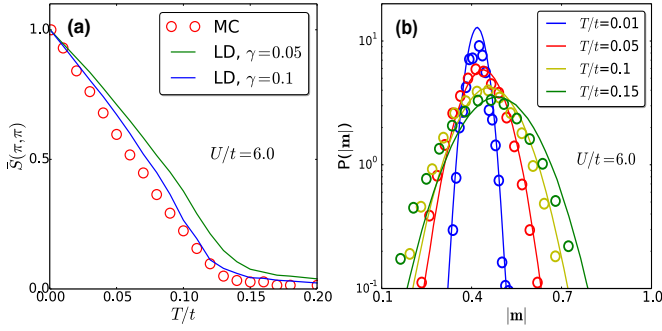 (a)
MC
LD, γ=0.05
LD, γ=0.1
U/t=6.0
S̄(π,π)
1.0
0.5
0.0
0.00
0.05
0.10
0.15
0.20
T/t
(b)
T/t=0.01
T/t=0.05
T/t=0.1
T/t=0.15
U/t=6.0
P(|m|)
10¹
10⁰
10⁻¹
0.1
0.4
0.7
1.0
|m|